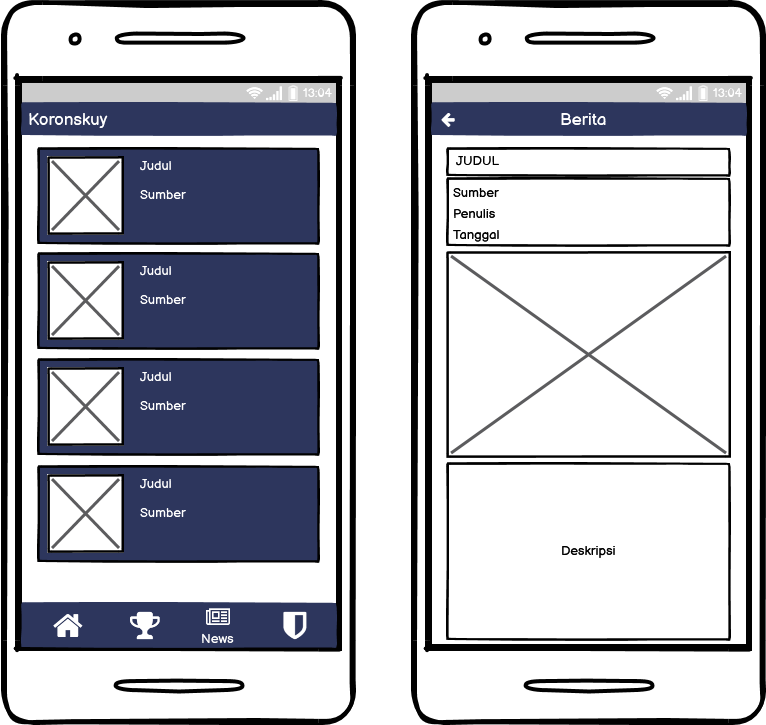 13:04
Koronskuy
Judul
Sumber
Judul
Sumber
Judul
Sumber
Judul
Sumber
News
13:04
Berita
JUDUL
Sumber
Penulis
Tanggal
Deskripsi